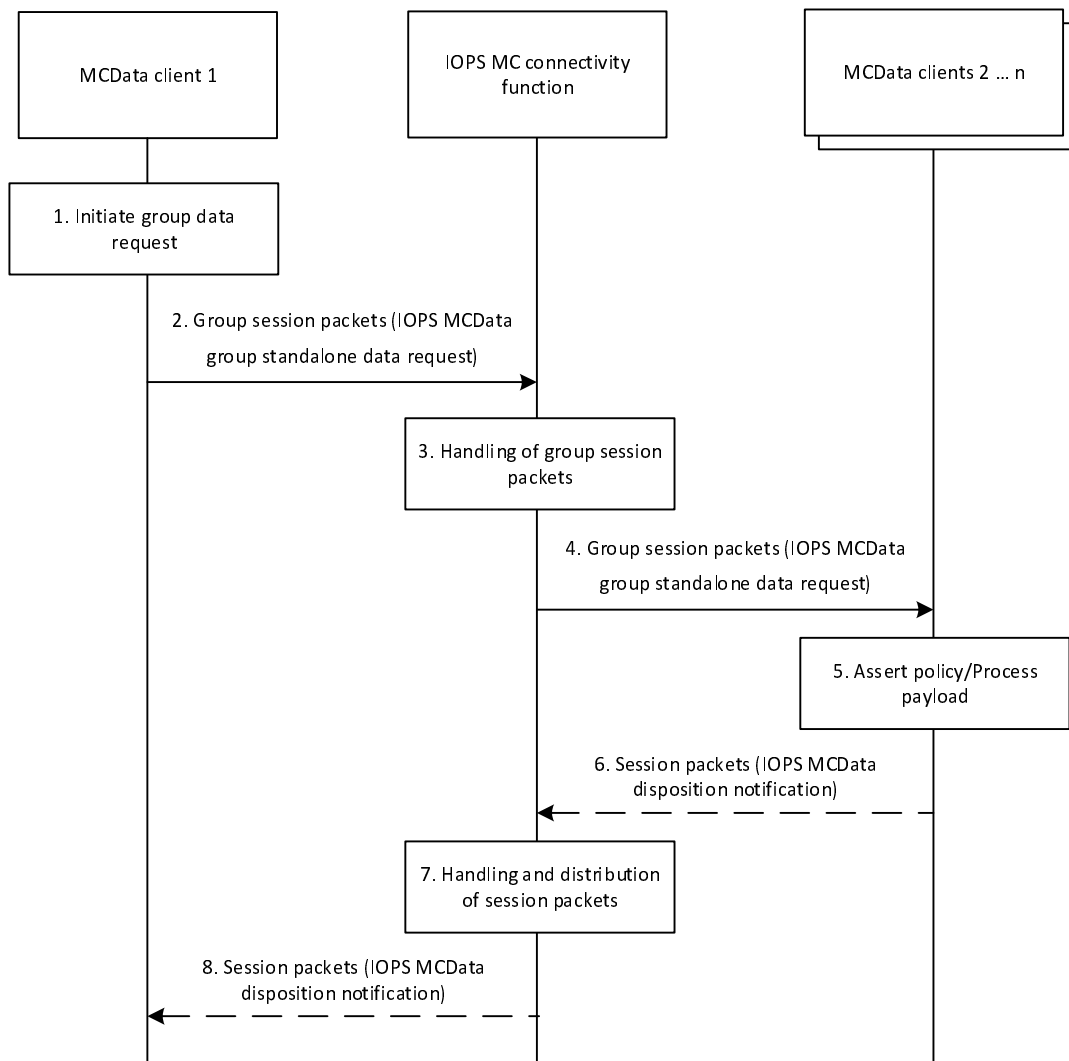 MCData client 1
IOPS MC connectivity
function
MCData clients 2 ... n
1. Initiate group data
request
2. Group session packets (IOPS MCData
group standalone data request)
3. Handling of group session
packets
4. Group session packets (IOPS MCData
group standalone data request)
5. Assert policy/Process
payload
6. Session packets (IOPS MCData
disposition notification)
7. Handling and distribution
of session packets
8. Session packets (IOPS MCData
disposition notification)